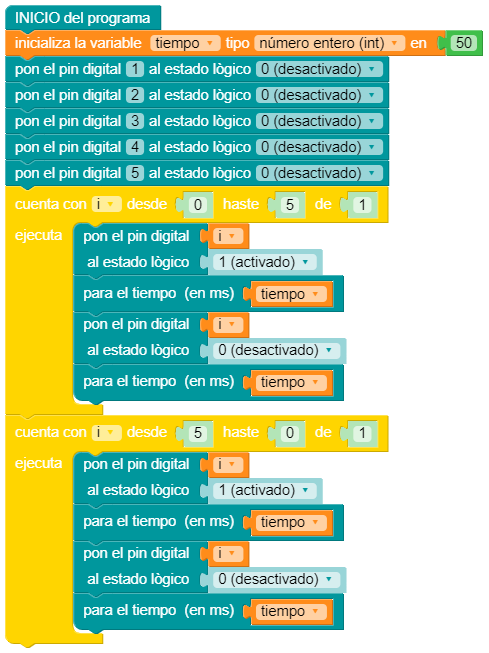 INICIO del programa
inicializa la variable tiempo tipo número entero (int) en 50
pon el pin digital 1 al estado lògico 0 (desactivado)
pon el pin digital 2 al estado lògico 0 (desactivado)
pon el pin digital 3 al estado lògico 0 (desactivado)
pon el pin digital 4 al estado lògico 0 (desactivado)
pon el pin digital 5 al estado lògico 0 (desactivado)
cuenta con i desde 0 haste 5 de 1
ejecuta pon el pin digital i
al estado lògico 1 (activado)
para el tiempo (en ms) tiempo
pon el pin digital i
al estado lògico 0 (desactivado)
para el tiempo (en ms) tiempo
cuenta con i desde 5 haste 0 de 1
ejecuta pon el pin digital i
al estado lògico 1 (activado)
para el tiempo (en ms) tiempo
pon el pin digital i
al estado lògico 0 (desactivado)
para el tiempo (en ms) tiempo